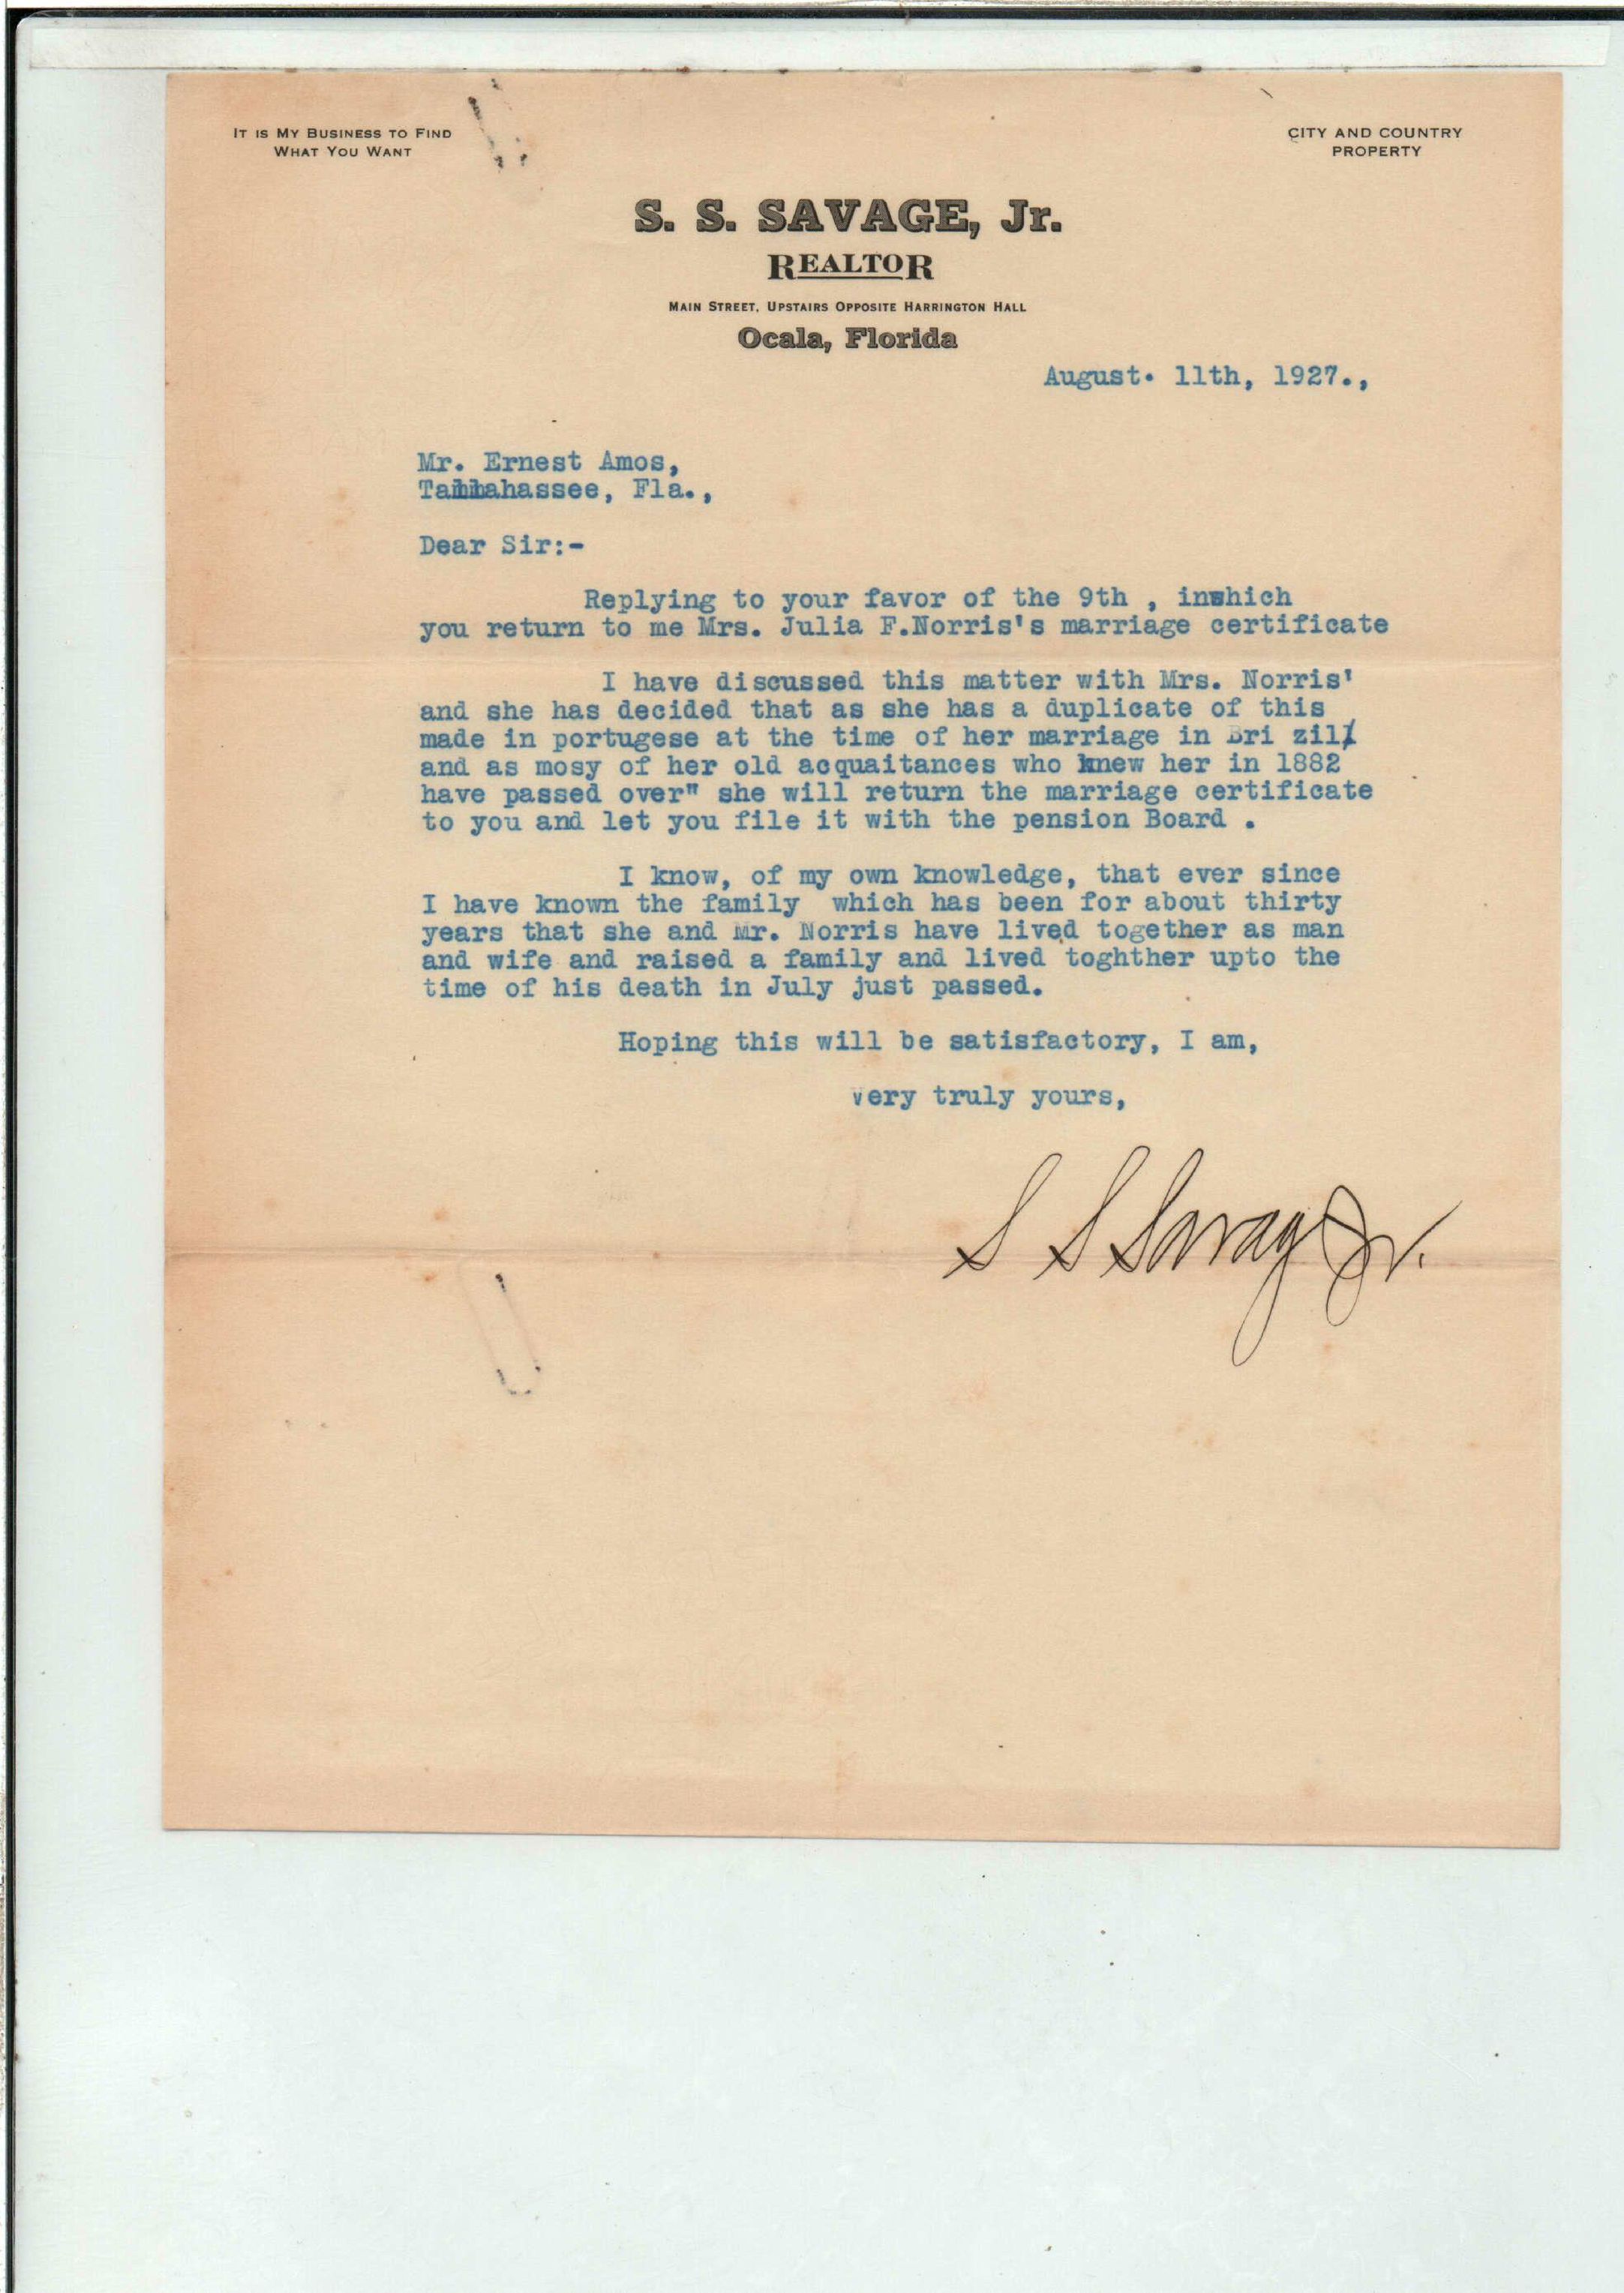 IT IS MY BUSINESS TO FIND
WHAT YOU WANT
CITY AND COUNTRY
PROPERTY
S. S. SAVAGE, Jr.
REALTOR
MAIN STREET, UPSTAIRS OPPOSITE HARRINGTON HALL
Ocala, Florida
August. 11th, 1927.,
Mr. Ernest Amos,
Tallahassee, Fla.,
Dear Sir:-
Replying to your favor of the 9th , inwhich
you return to me Mrs. Julia F.Norris's marriage certificate
I have discussed this matter with Mrs. Norris'
and she has decided that as she has a duplicate of this
made in portugese at the time of her marriage in Bri zil/
and as mosy of her old acquaitances who knew her in 1882
have passed over" she will return the marriage certificate
to you and let you file it with the pension Board .
I know, of my own knowledge, that ever since
I have known the family which has been for about thirty
years that she and Mr. Norris have lived together as man
and wife and raised a family and lived toghther upto the
time of his death in July just passed.
Hoping this will be satisfactory, I am,
Very truly yours,
S S Savage Jr.